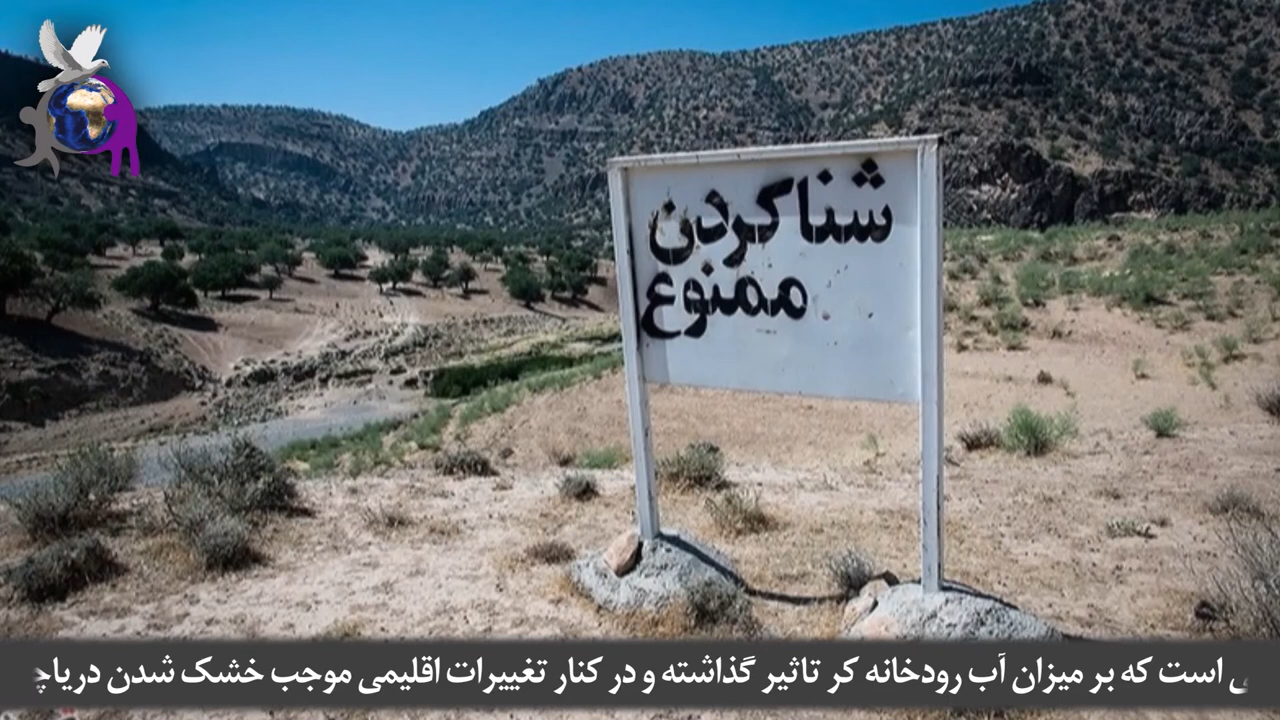 شنا کردن
ممنوع
است که بر میزان آب رودخانه کر تاثیر گذاشته و در کنار تغییرات اقلیمی موجب خشک شدن